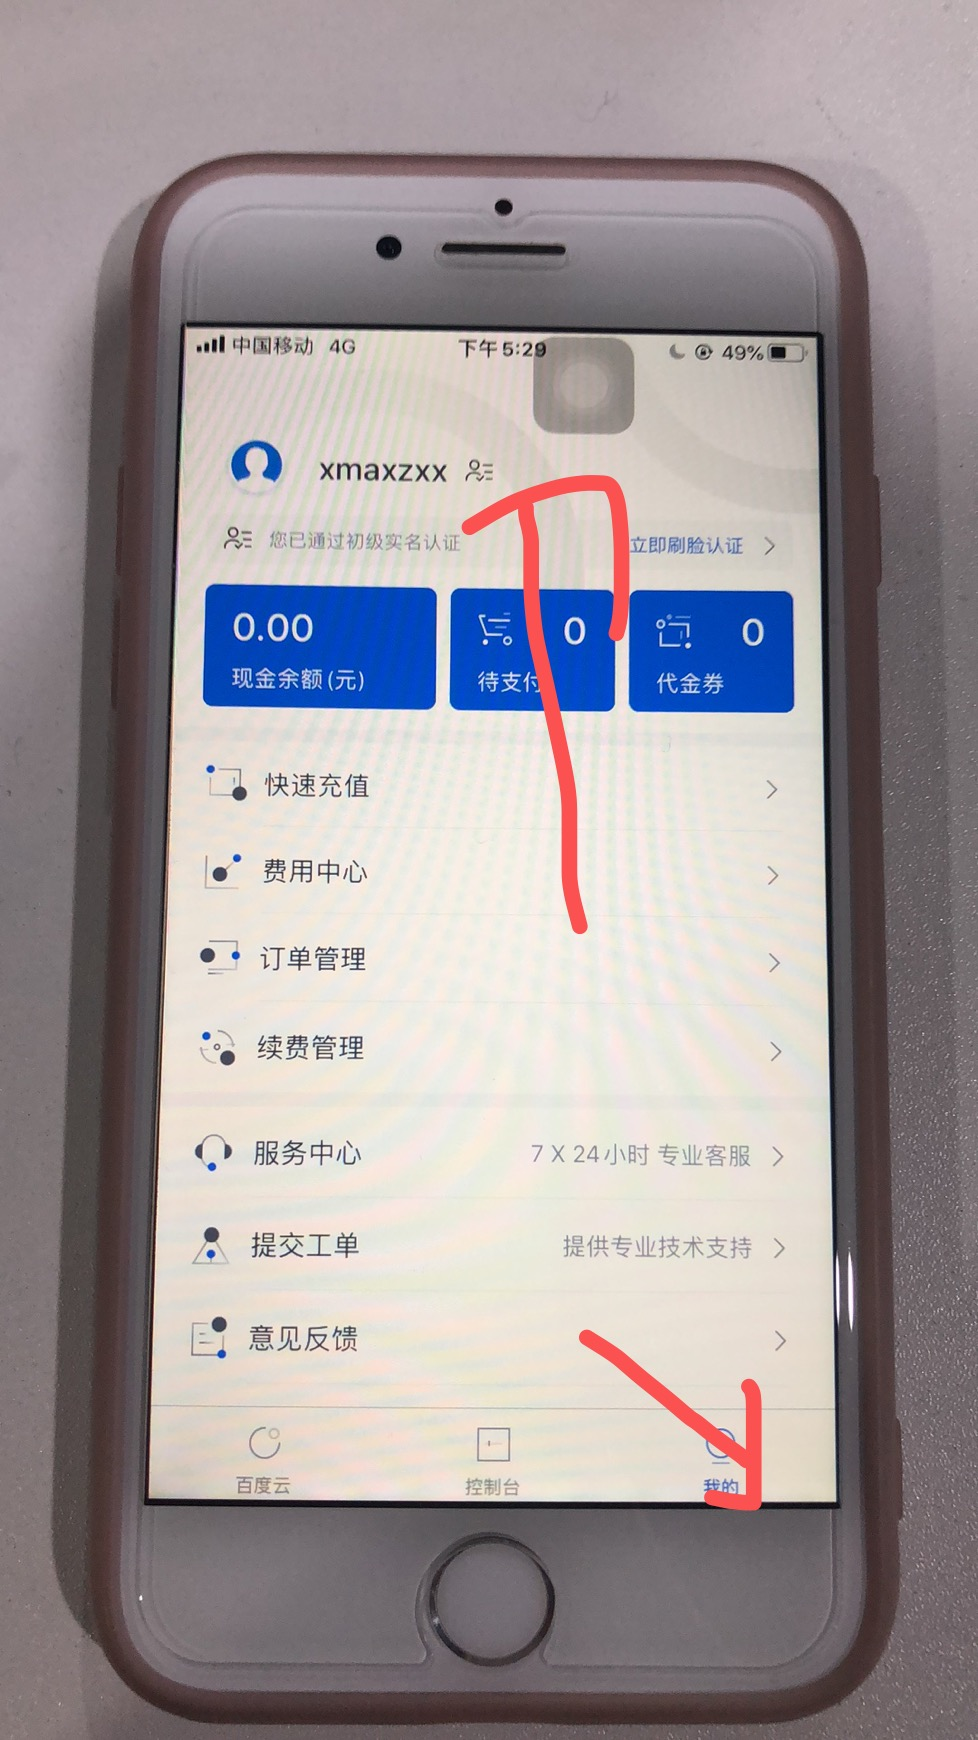 中国移动 4G 下午5:29 49%
xmaxzxx
您已通过初级实名认证 立即刷脸认证
0.00 0 0
现金余额(元) 待支付 代金券
快速充值
费用中心
订单管理
续费管理
服务中心 7 X 24小时 专业客服
提交工单 提供专业技术支持
意见反馈
百度云 控制台 我的